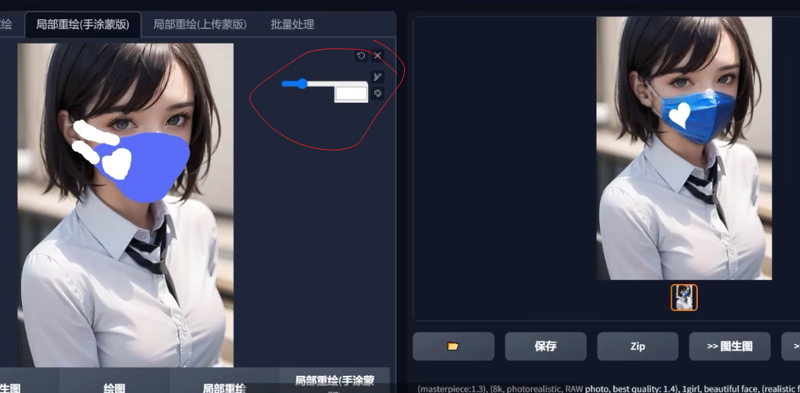 绘
局部重绘(手涂蒙版)
局部重绘(上传蒙版)
批量处理
生图
绘图
局部重绘
局部重绘(手涂蒙
版)
保存
Zip
>> 图生图
>>
(masterpiece:1.3), (8k, photorealistic, RAW photo, best quality: 1.4), 1girl, beautiful face, (realistic f